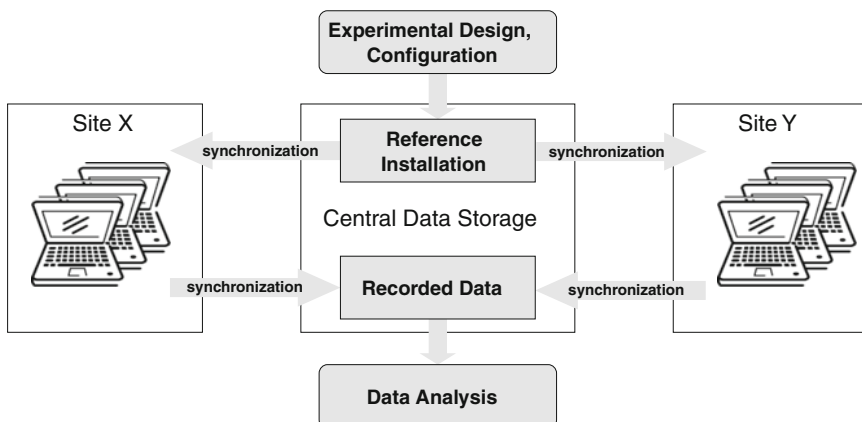 Experimental Design,
Configuration
Site X
Site Y
synchronization
Reference
Installation
synchronization
Central Data Storage
synchronization
Recorded Data
synchronization
Data Analysis